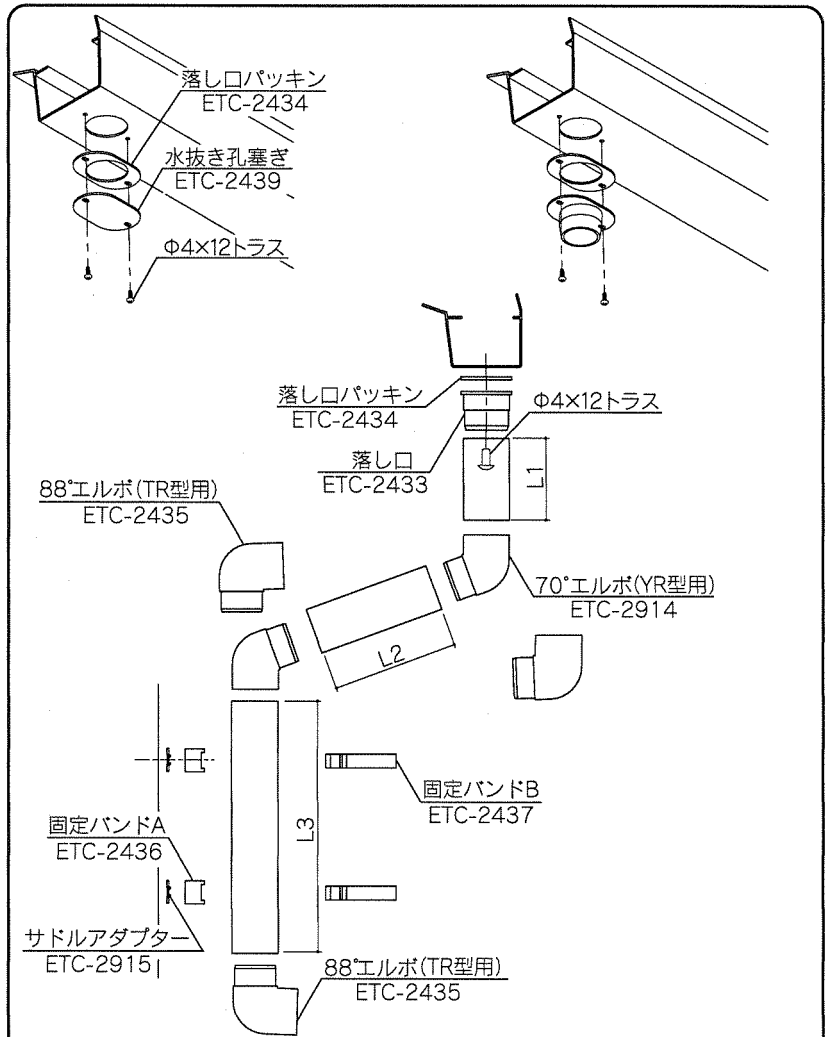 落し口パッキン
ETC-2434
水抜き孔塞ぎ
ETC-2439
Φ4×12トラス
落し口パッキン
ETC-2434
Φ4×12トラス
落し口
ETC-2433
L1
88°エルボ(TR型用)
ETC-2435
70°エルボ(YR型用)
ETC-2914
L2
固定バンドB
ETC-2437
L3
固定バンドA
ETC-2436
サドルアダプター
ETC-2915
88°エルボ(TR型用)
ETC-2435